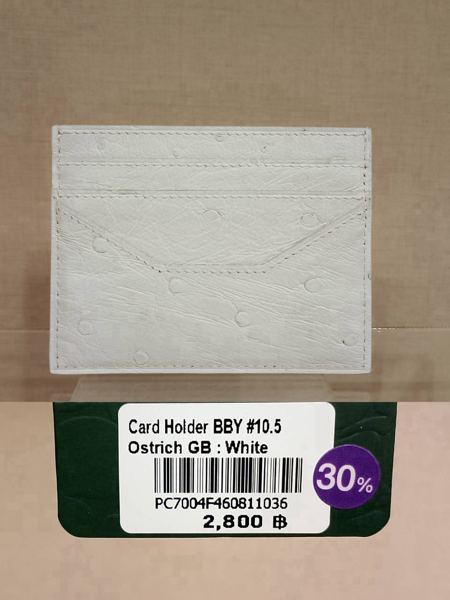 Card Holder BBY #10.5
Ostrich GB : White
30%
PC7004F460811036
2,800 ฿